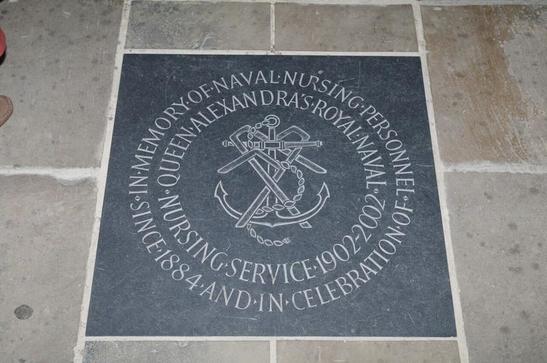 IN·MEMORY·OF·NAVAL·NURSING·PERSONNEL·
SINCE·1884·AND·IN·CELEBRATION·OF·
QUEEN·ALEXANDRA'S·ROYAL·NAVAL·
NURSING·SERVICE·1902-2002·